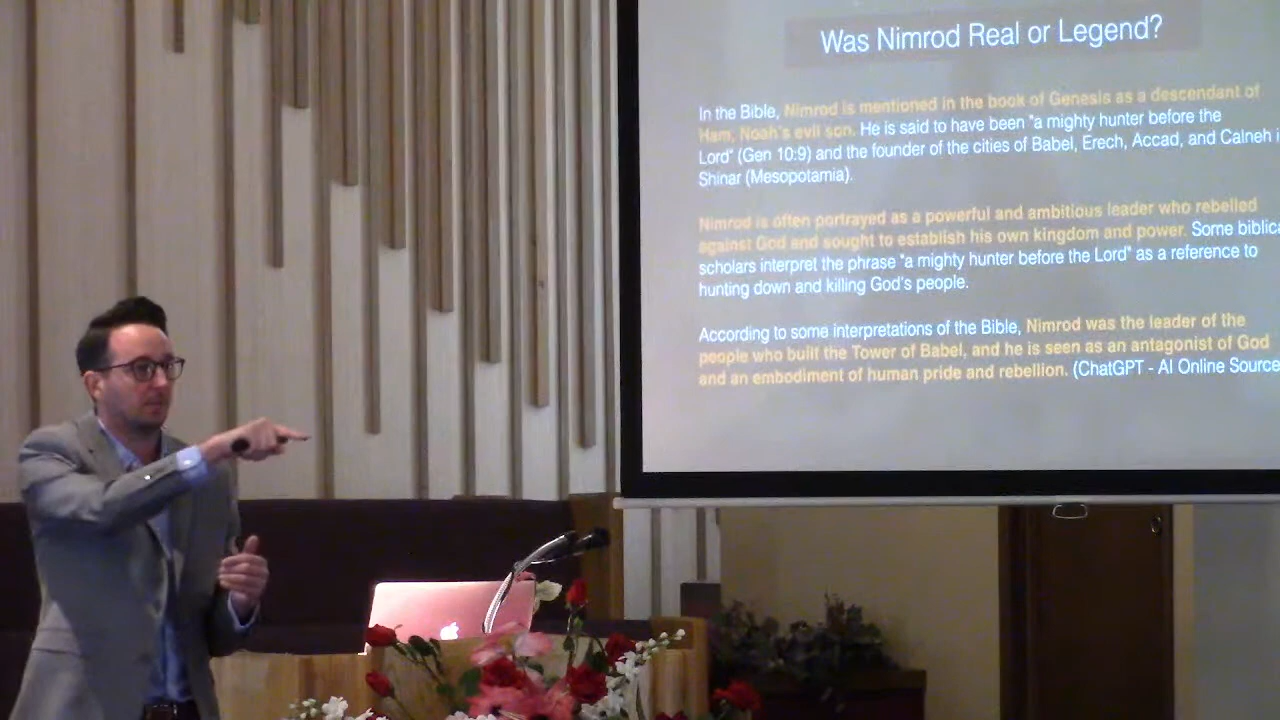 Was Nimrod Real or Legend?
In the Bible, Nimrod is mentioned in the book of Genesis as a descendant of
Ham, Noah's evil son. He is said to have been "a mighty hunter before the
Lord" (Gen 10:9) and the founder of the cities of Babel, Erech, Accad, and Calneh i
Shinar (Mesopotamia).
Nimrod is often portrayed as a powerful and ambitious leader who rebelled
against God and sought to establish his own kingdom and power. Some biblica
scholars interpret the phrase "a mighty hunter before the Lord" as a reference to
hunting down and killing God's people.
According to some interpretations of the Bible, Nimrod was the leader of the
people who built the Tower of Babel, and he is seen as an antagonist of God
and an embodiment of human pride and rebellion. (ChatGPT - AI Online Source